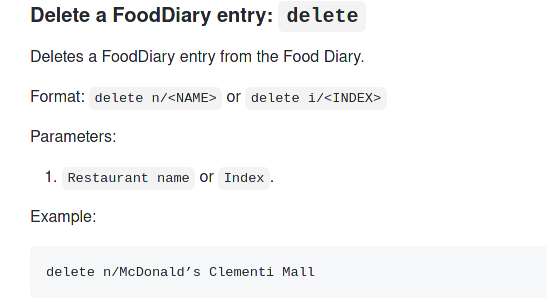 Delete a FoodDiary entry: delete
Deletes a FoodDiary entry from the Food Diary.
Format: delete n/<NAME> or delete i/<INDEX>
Parameters:
1. Restaurant name or Index.
Example:
delete n/McDonald’s Clementi Mall